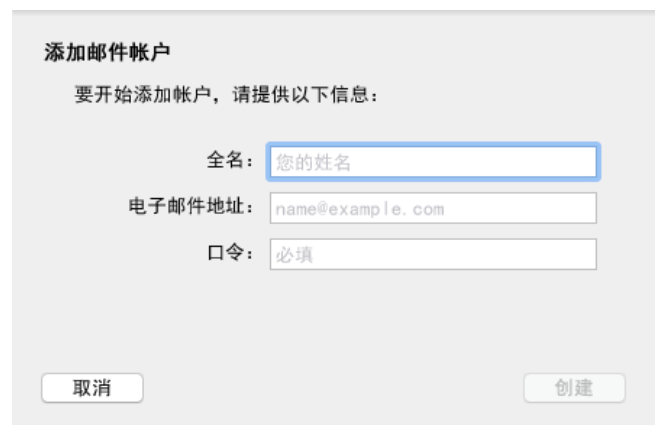 添加邮件帐户
要开始添加帐户，请提供以下信息：
全名： 您的姓名
电子邮件地址： name@example.com
口令： 必填
取消 创建